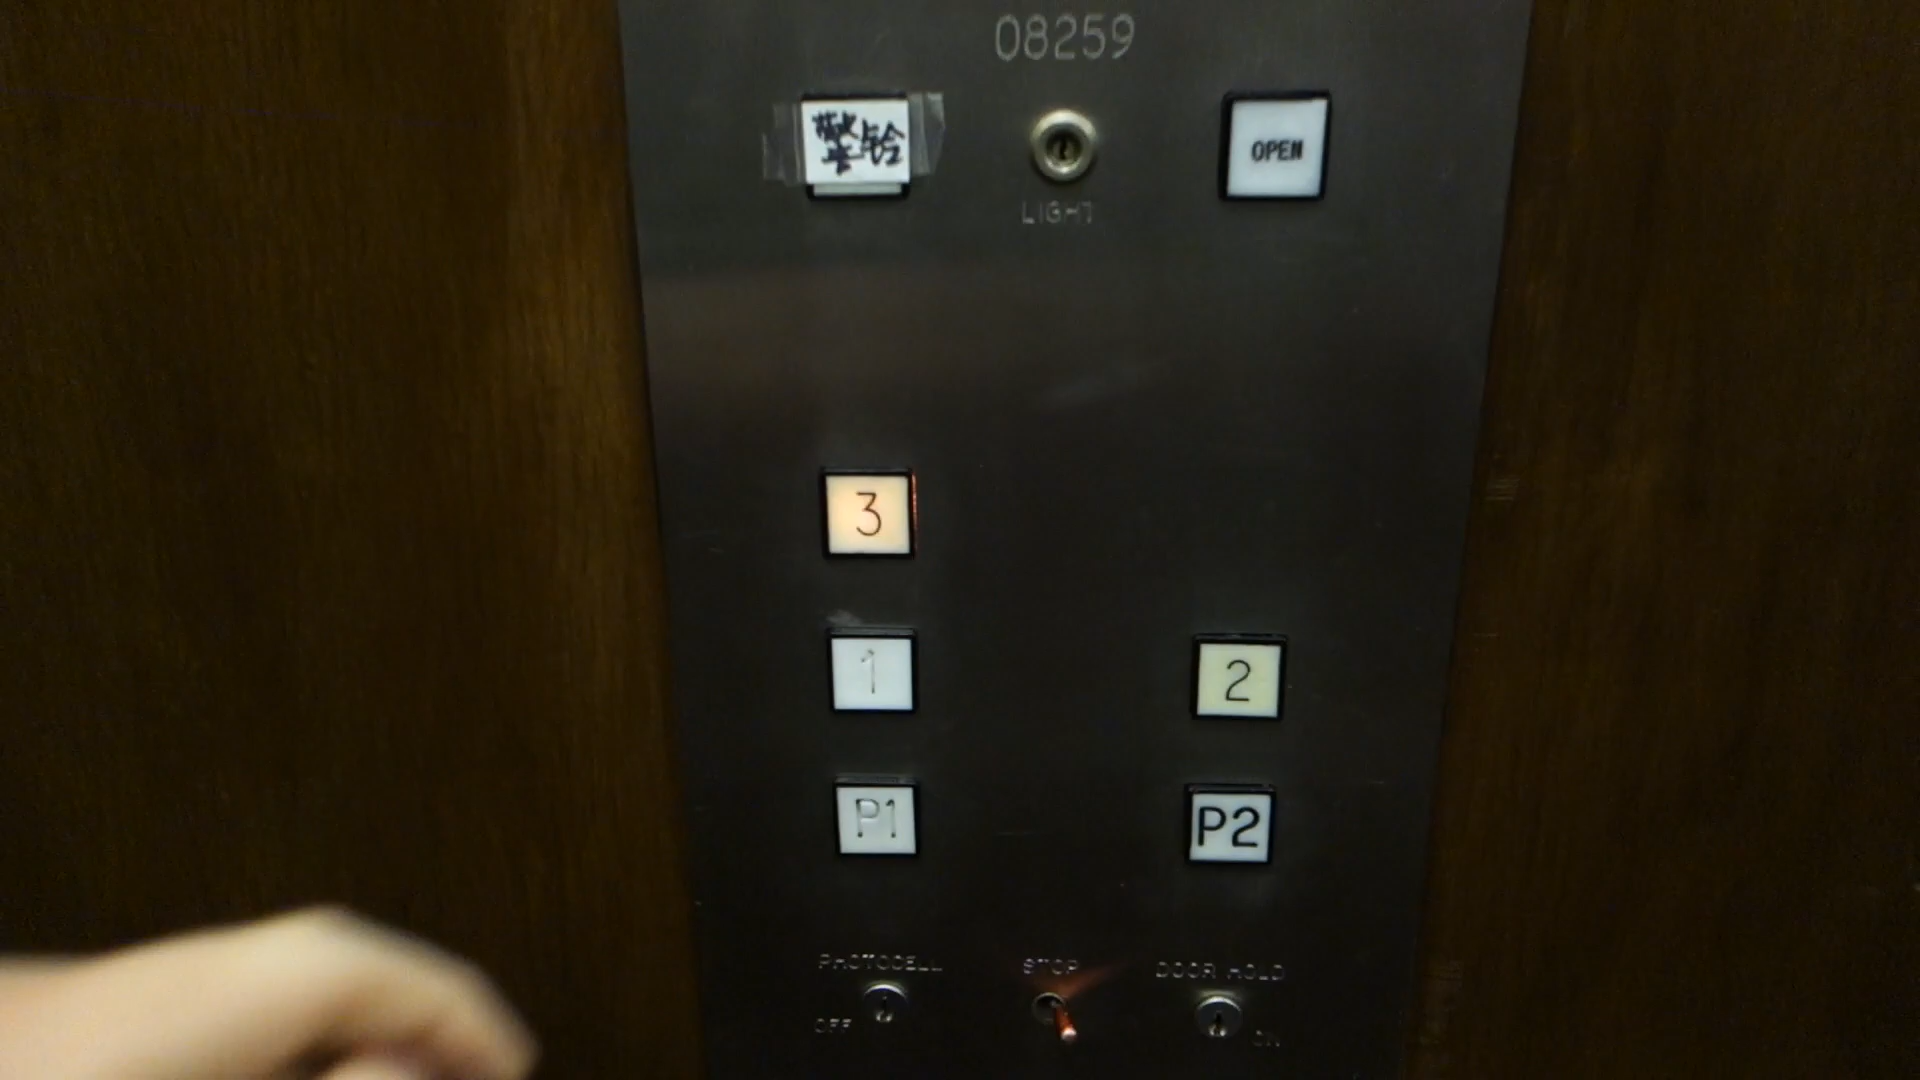 08259
警铃
OPEN
LIGHT
3
1
2
P1
P2
PHOTOCELL
STOP
DOOR HOLD
OFF
ON